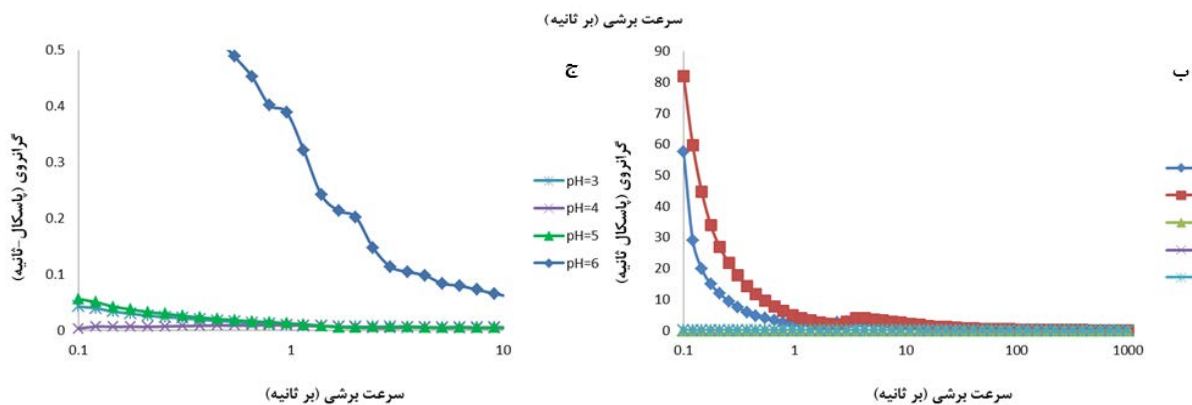 سرعت برشی (بر ثانیه)
ب
گرانروی (پاسکال ثانیه)
90
80
70
60
50
40
30
20
10
0
0.1 1 10 100 1000
سرعت برشی (بر ثانیه)
ج
گرانروی (پاسکال-ثانیه)
0.5
0.4
0.3
0.2
0.1
0
0.1 1 10
سرعت برشی (بر ثانیه)
pH=3
pH=4
pH=5
pH=6